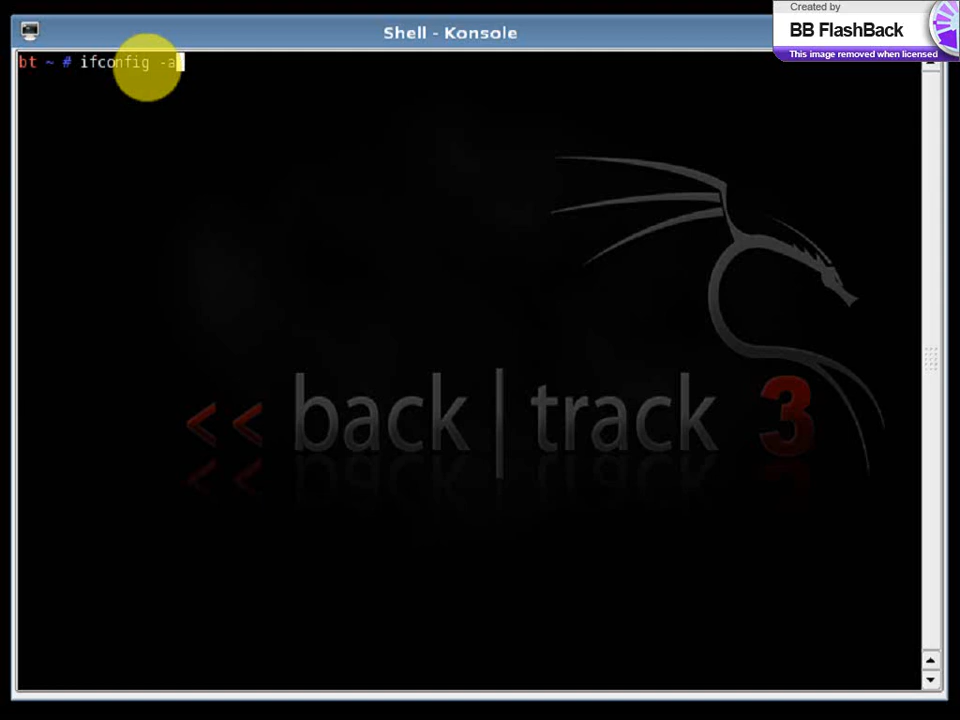 Created by
BB FlashBack
This image removed when licensed
Shell - Konsole
bt ~ # ifconfig -a
<< back|track 3